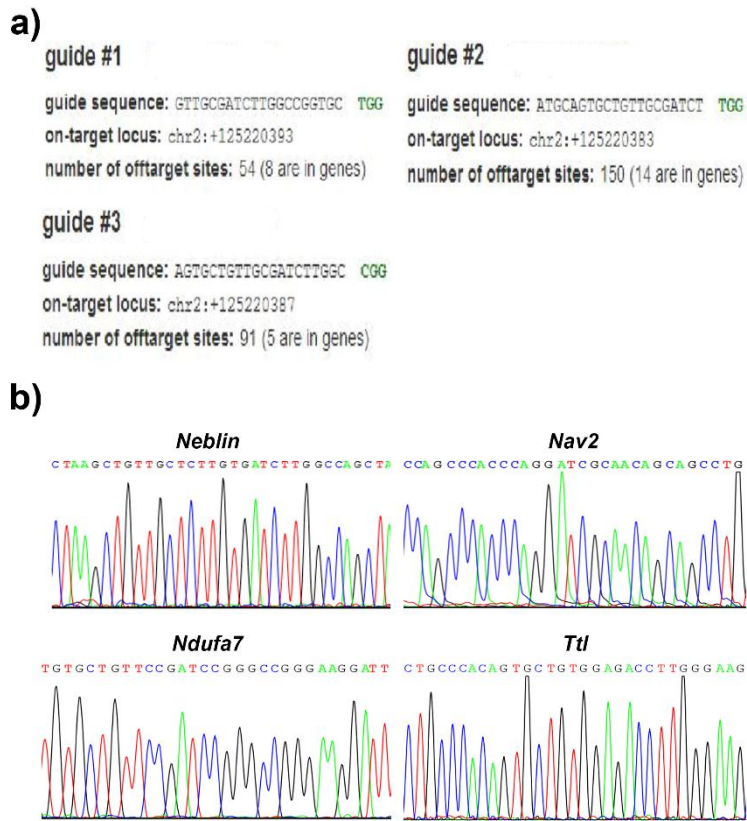 a)
guide #1
guide sequence: GTTGCGATCTTGGCCGGTGC TGG
on-target locus: chr2:+125220393
number of offtarget sites: 54 (8 are in genes)
guide #2
guide sequence: ATGCAGTGCTGTTGCGATCT TGG
on-target locus: chr2:+125220383
number of offtarget sites: 150 (14 are in genes)
guide #3
guide sequence: AGTGCTGTTGCGATCTTGGC CGG
on-target locus: chr2:+125220387
number of offtarget sites: 91 (5 are in genes)
b)
Neblin
CTAAGCTGTTGCTCTTGTGATCTTGGCCAGCTA
Nav2
CCAGCCCACCCAGGATCGCAACAGCAGCCTG
Ndufa7
TGTGCTGTTCCGATCCGGGCCGGGAAGGATT
Ttl
CTGCCCACAGTGCTGTGGAGACCTTGGGAAG